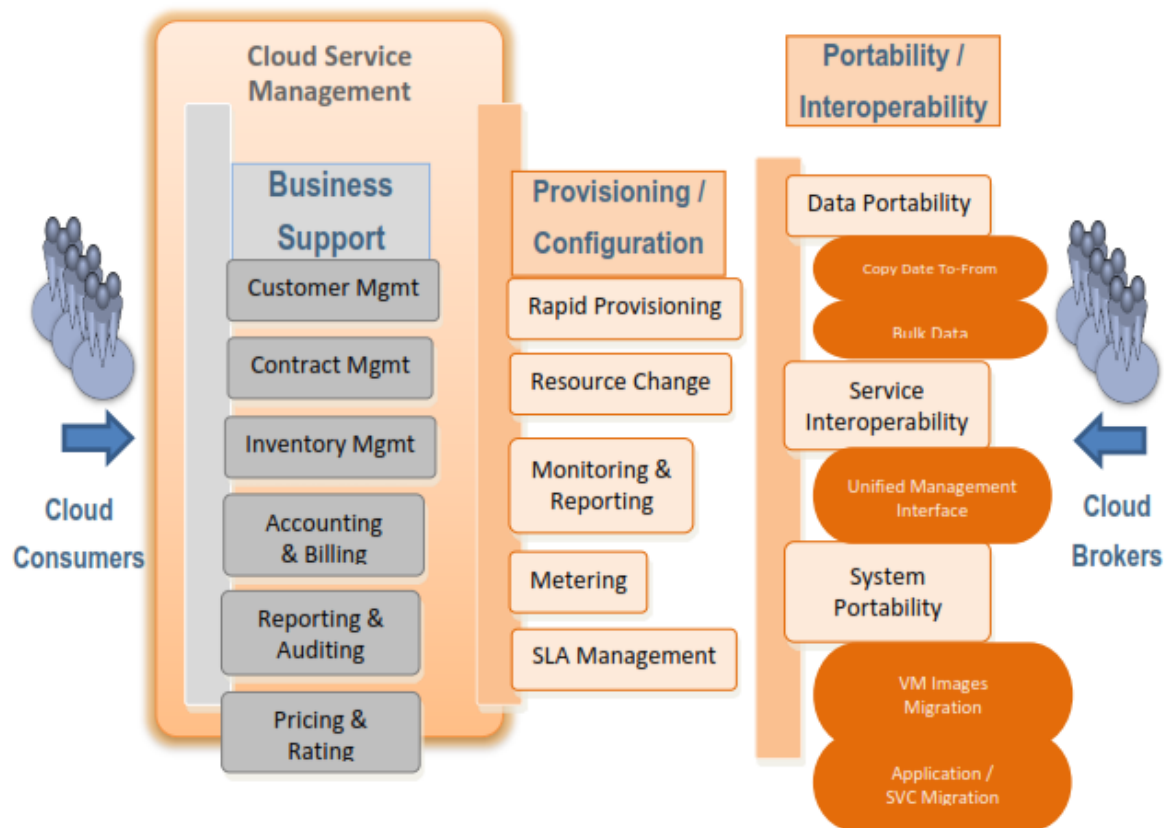 Cloud Service
Management
Business
Support
Customer Mgmt
Contract Mgmt
Inventory Mgmt
Accounting
& Billing
Reporting &
Auditing
Pricing &
Rating
Provisioning /
Configuration
Rapid Provisioning
Resource Change
Monitoring &
Reporting
Metering
SLA Management
Portability /
Interoperability
Data Portability
Copy Date To-From
Bulk Data
Service
Interoperability
Unified Management
Interface
System
Portability
VM Images
Migration
Application /
SVC Migration
Cloud
Consumers
Cloud
Brokers